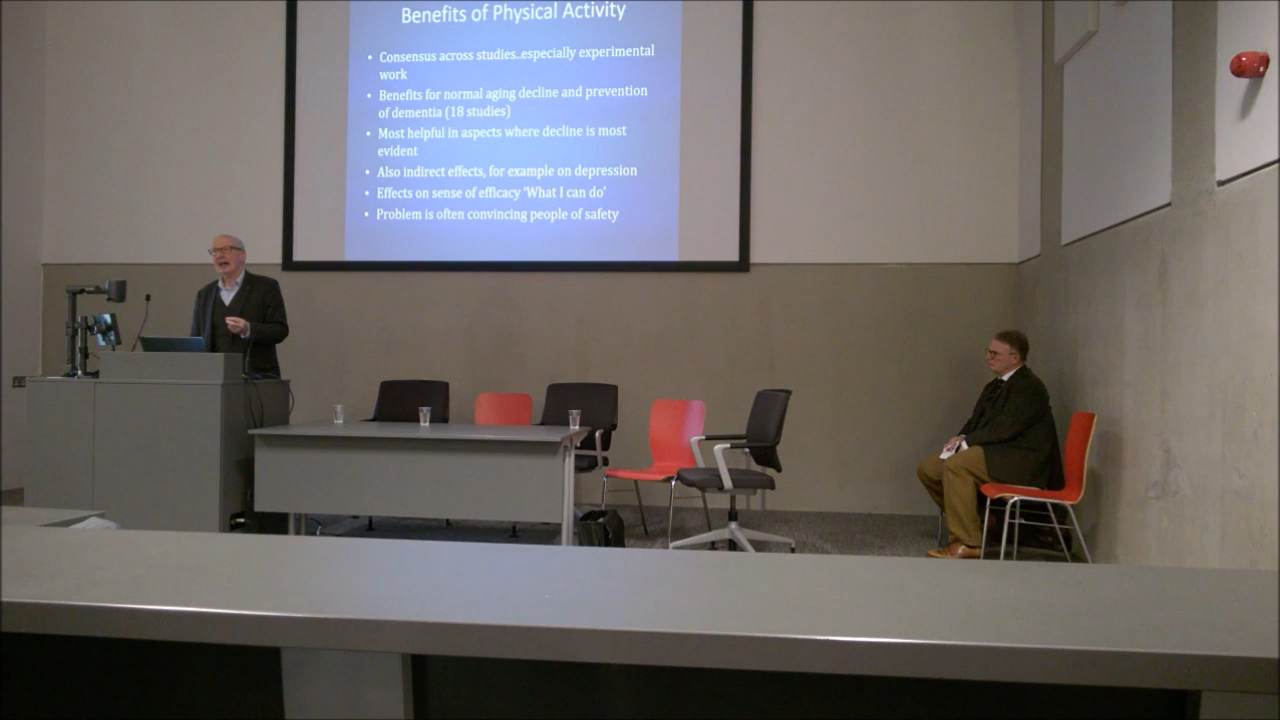 Benefits of Physical Activity
• Consensus across studies..especially experimental
work
• Benefits for normal aging decline and prevention
of dementia (18 studies)
• Most helpful in aspects where decline is most
evident
• Also indirect effects, for example on depression
• Effects on sense of efficacy 'What I can do'
• Problem is often convincing people of safety